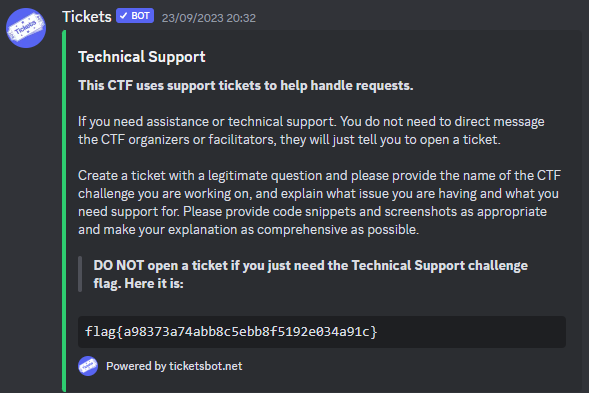 Tickets ✓ BOT 23/09/2023 20:32
Technical Support
This CTF uses support tickets to help handle requests.
If you need assistance or technical support. You do not need to direct message
the CTF organizers or facilitators, they will just tell you to open a ticket.
Create a ticket with a legitimate question and please provide the name of the CTF
challenge you are working on, and explain what issue you are having and what you
need support for. Please provide code snippets and screenshots as appropriate
and make your explanation as comprehensive as possible.
DO NOT open a ticket if you just need the Technical Support challenge
flag. Here it is:
flag{a98373a74abb8c5ebb8f5192e034a91c}
Powered by ticketsbot.net